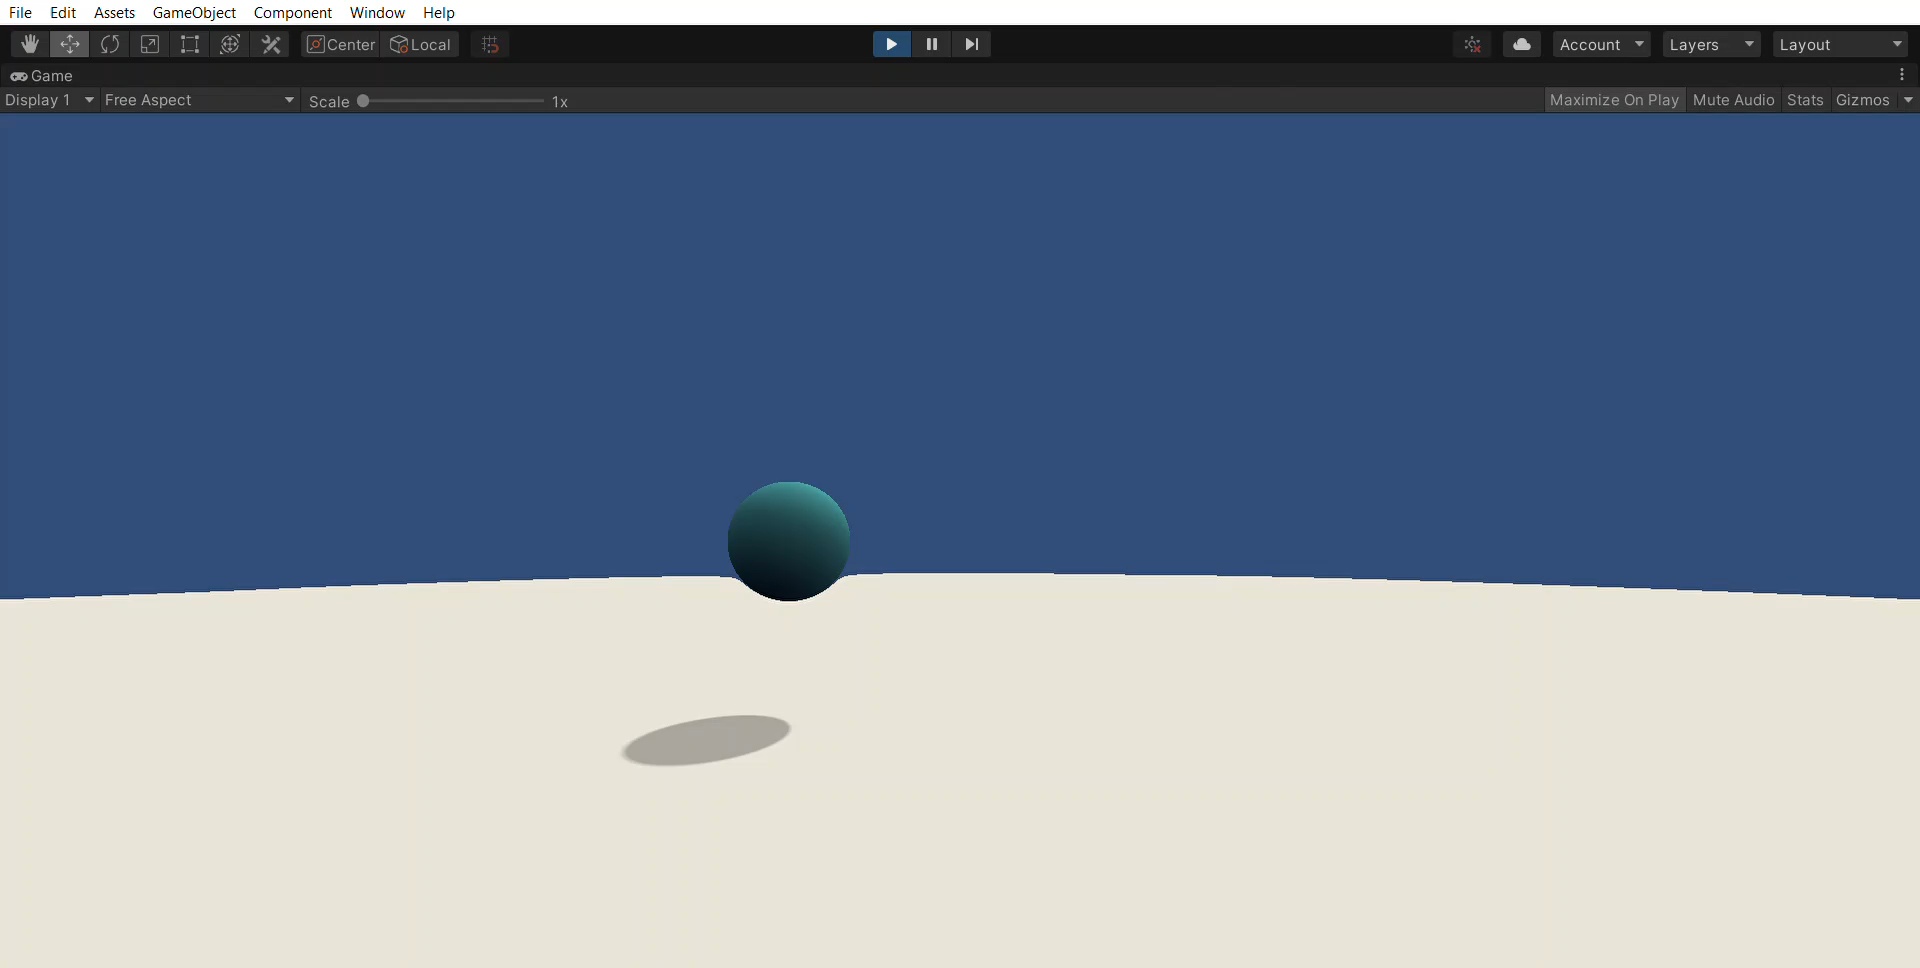 File Edit Assets GameObject Component Window Help
Center Local Account Layers Layout
Game
Display 1 Free Aspect Scale 1x Maximize On Play Mute Audio Stats Gizmos